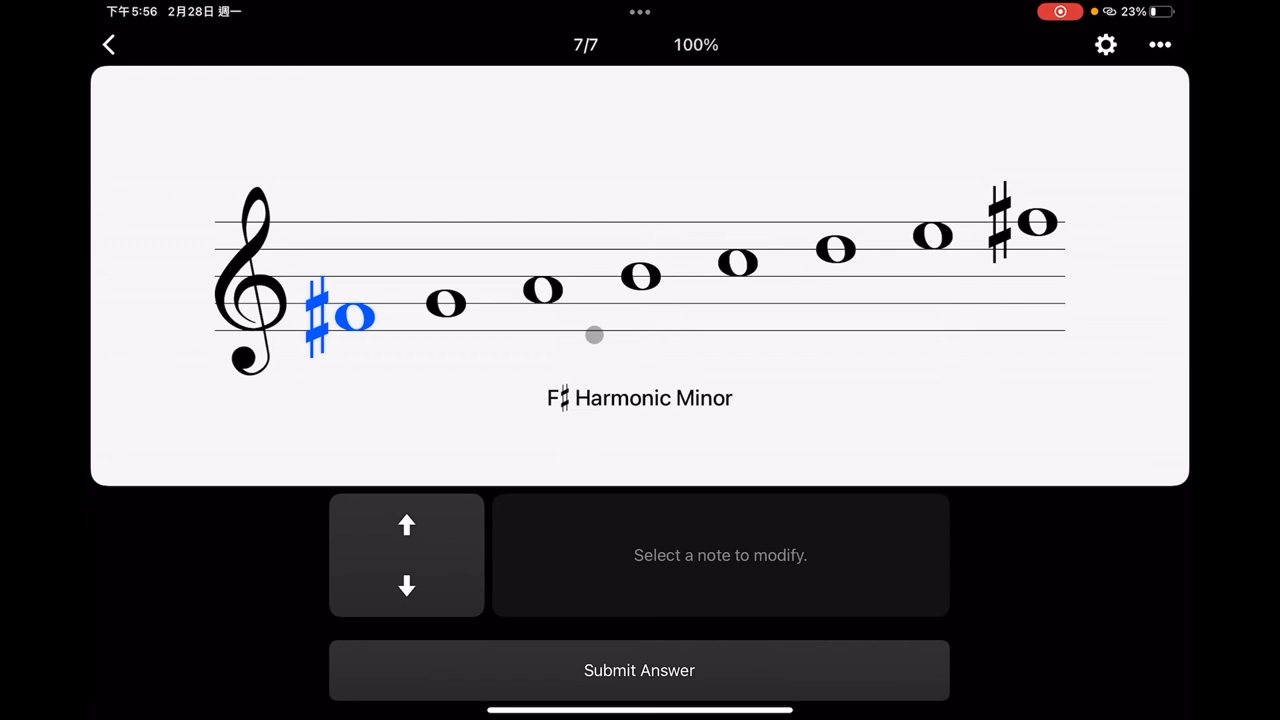 下午5:56 2月28日 週一
23%
7/7 100%
F♯ Harmonic Minor
Select a note to modify.
Submit Answer